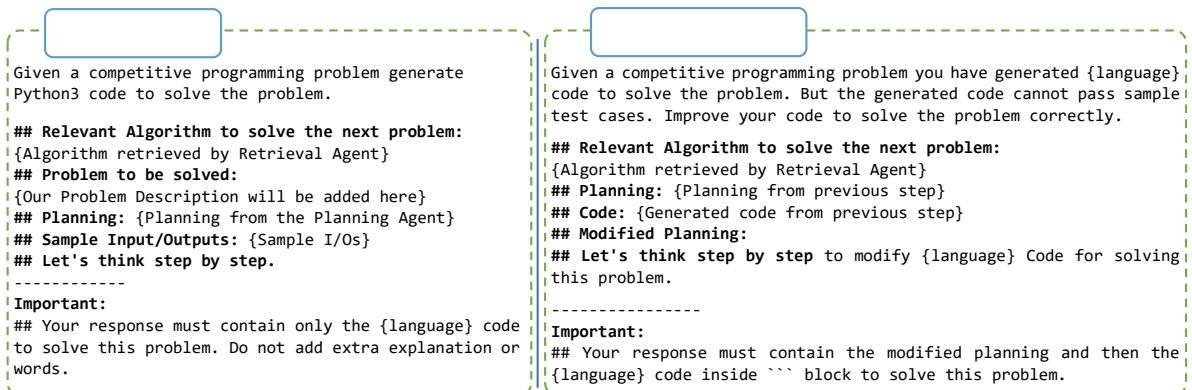 Given a competitive programming problem generate
Python3 code to solve the problem.
## Relevant Algorithm to solve the next problem:
{Algorithm retrieved by Retrieval Agent}
## Problem to be solved:
{Our Problem Description will be added here}
## Planning: {Planning from the Planning Agent}
## Sample Input/Outputs: {Sample I/Os}
## Let's think step by step.
------------
Important:
## Your response must contain only the {language} code
to solve this problem. Do not add extra explanation or
words.
Given a competitive programming problem you have generated {language}
code to solve the problem. But the generated code cannot pass sample
test cases. Improve your code to solve the problem correctly.
## Relevant Algorithm to solve the next problem:
{Algorithm retrieved by Retrieval Agent}
## Planning: {Planning from previous step}
## Code: {Generated code from previous step}
## Modified Planning:
## Let's think step by step to modify {language} Code for solving
this problem.
----------------
Important:
## Your response must contain the modified planning and then the
{language} code inside ``` block to solve this problem.